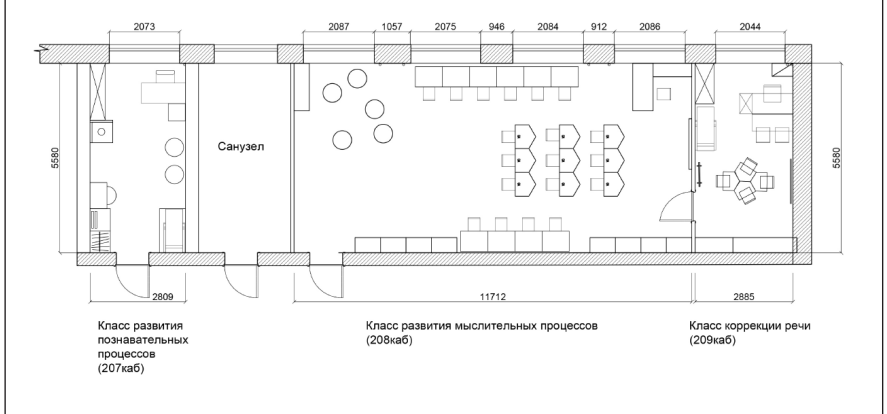 2073
2087
1057
2075
946
2084
912
2086
2044
5580
Санузел
5580
2809
11712
2885
Класс развития
познавательных
процессов
(207каб)
Класс развития мыслительных процессов
(208каб)
Класс коррекции речи
(209каб)